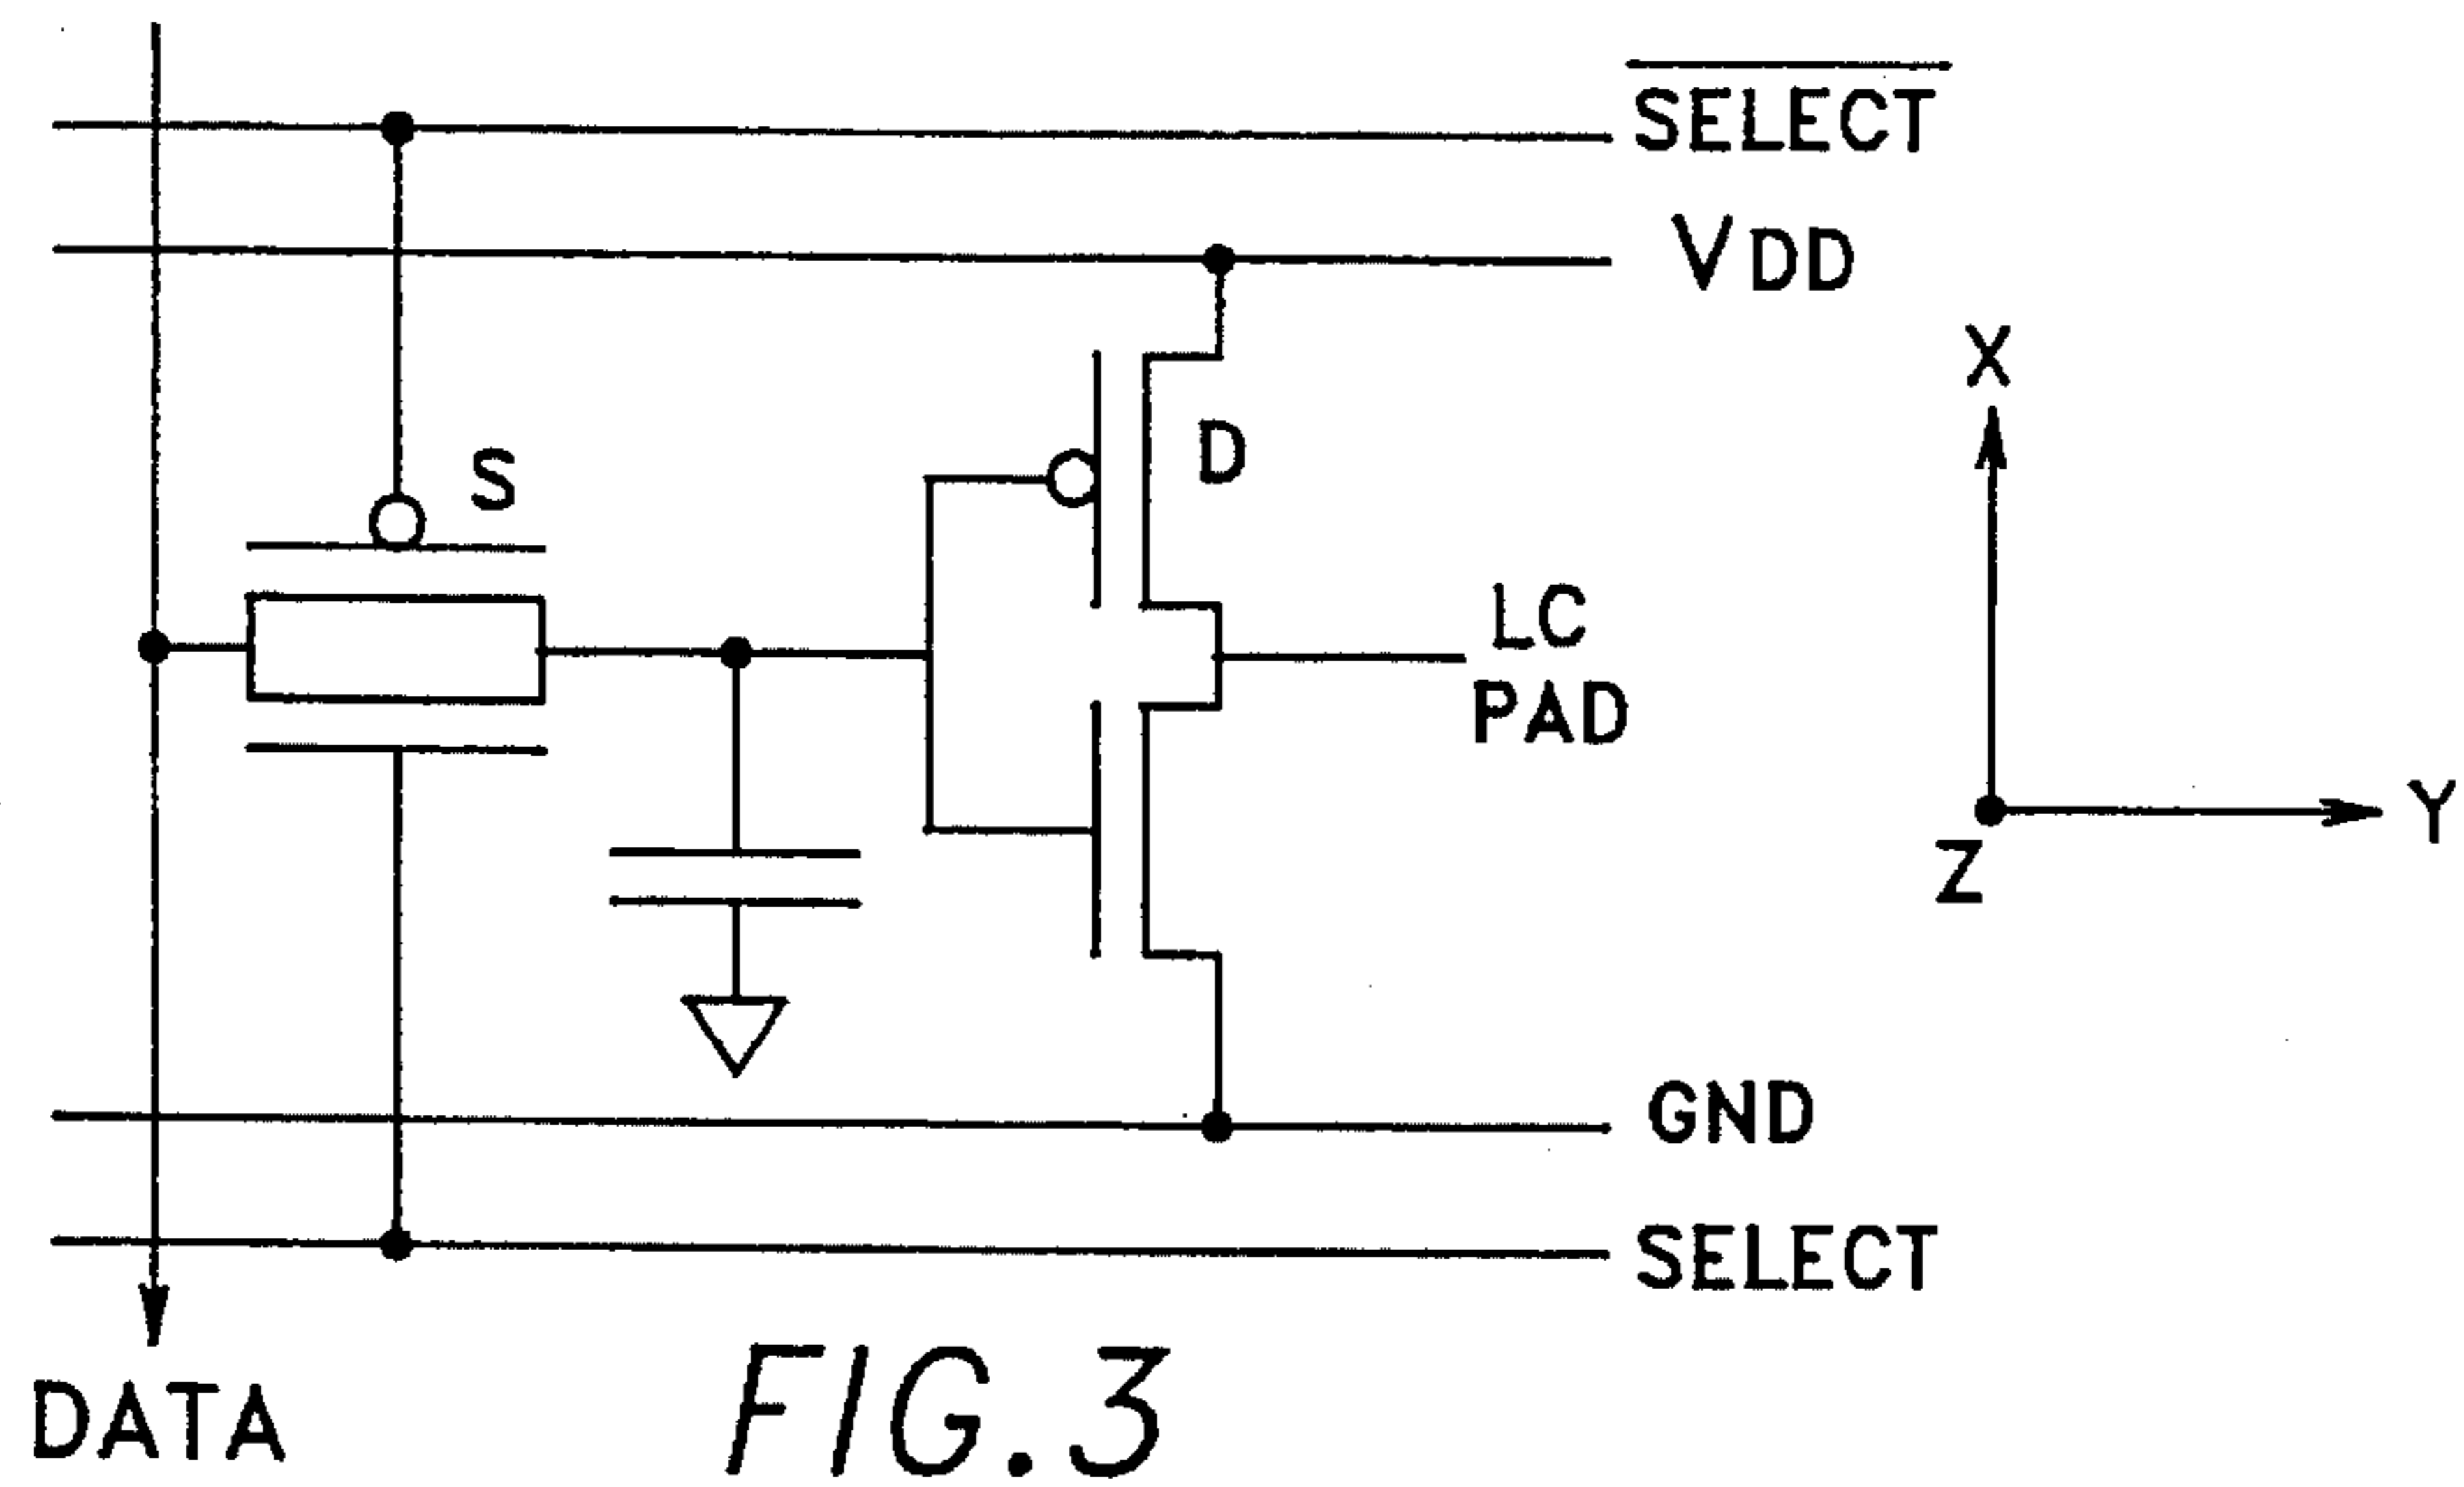 SELECT
VDD
X
S
D
LC
PAD
Y
Z
GND
SELECT
DATA
FIG. 3